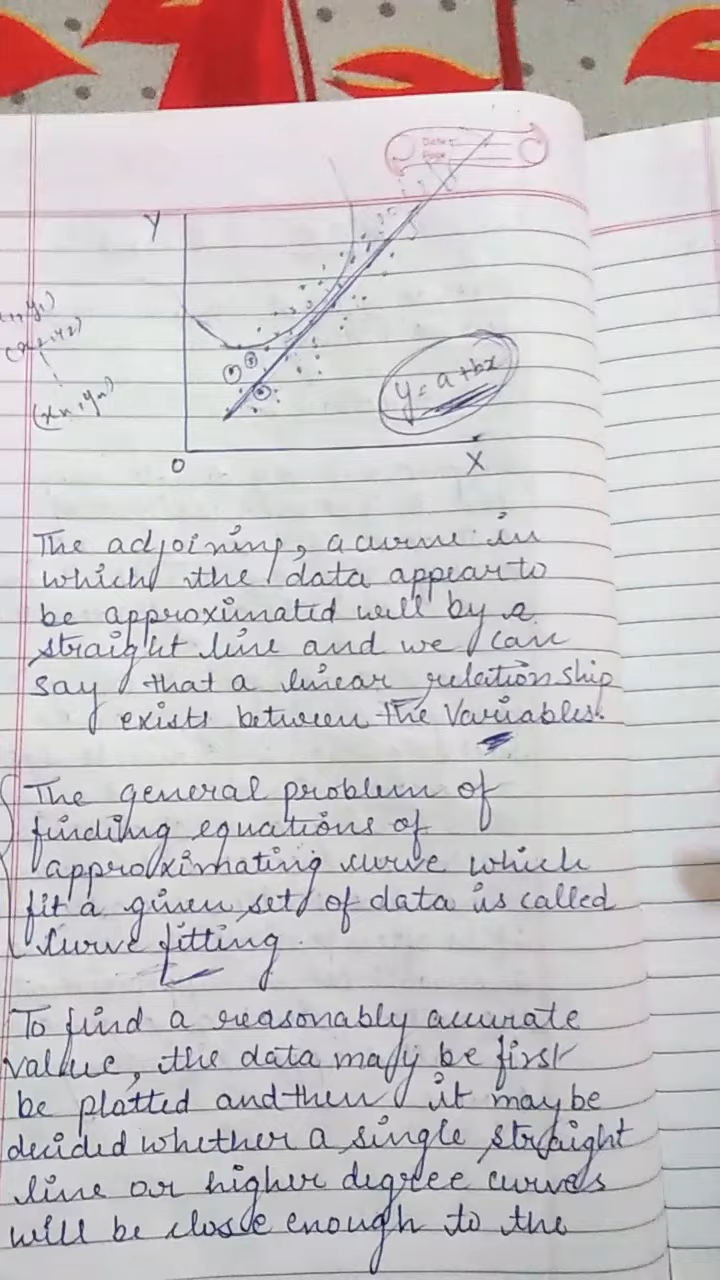 Date
Page
Y
(x2, y2)
(xn, yn)
y = a + bx
O
X
The adjoining, a curve in
which the data appear to
be approximated well by a
straight line and we can
say that a linear relationship
exists between the Variables.
The general problem of
finding equations of
approximating curve which
fit a given set of data is called
Curve fitting.
To find a reasonably accurate
value, the data may be first
be plotted and then it may be
decided whether a single straight
line or higher degree curves
will be close enough to the